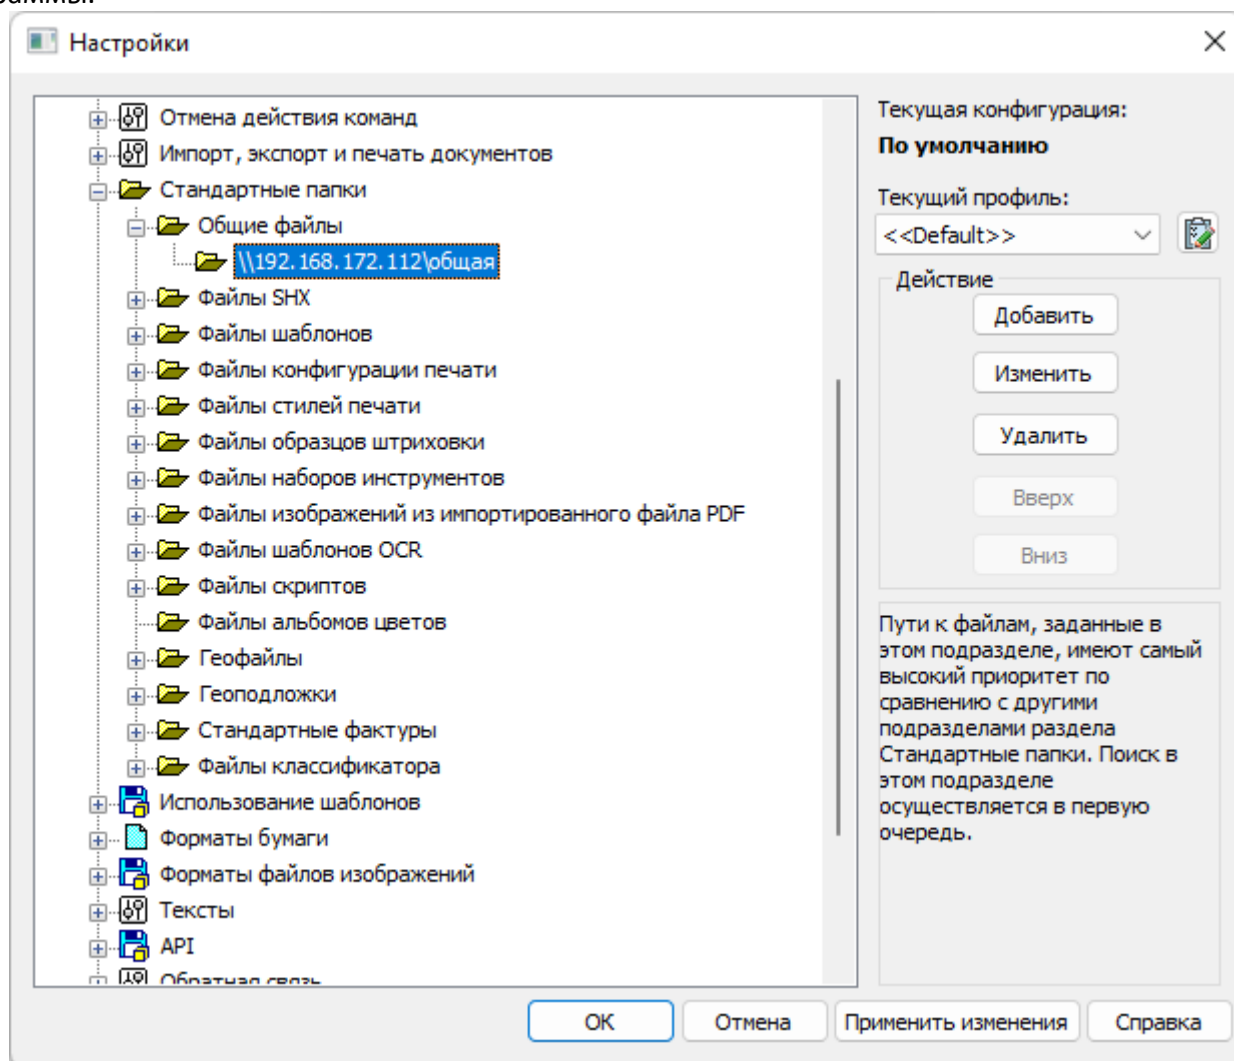 Настройки
Отмена действия команд
Импорт, экспорт и печать документов
Стандартные папки
Общие файлы
\\192.168.172.112\общая
Файлы SHX
Файлы шаблонов
Файлы конфигурации печати
Файлы стилей печати
Файлы образцов штриховки
Файлы наборов инструментов
Файлы изображений из импортированного файла PDF
Файлы шаблонов OCR
Файлы скриптов
Файлы альбомов цветов
Геофайлы
Геоподложки
Стандартные фактуры
Файлы классификатора
Использование шаблонов
Форматы бумаги
Форматы файлов изображений
Тексты
API
Обратная связь
Текущая конфигурация:
По умолчанию
Текущий профиль:
<<Default>>
Действие
Добавить
Изменить
Удалить
Вверх
Вниз
Пути к файлам, заданные в
этом подразделе, имеют самый
высокий приоритет по
сравнению с другими
подразделами раздела
Стандартные папки. Поиск в
этом подразделе
осуществляется в первую
очередь.
ОК
Отмена
Применить изменения
Справка